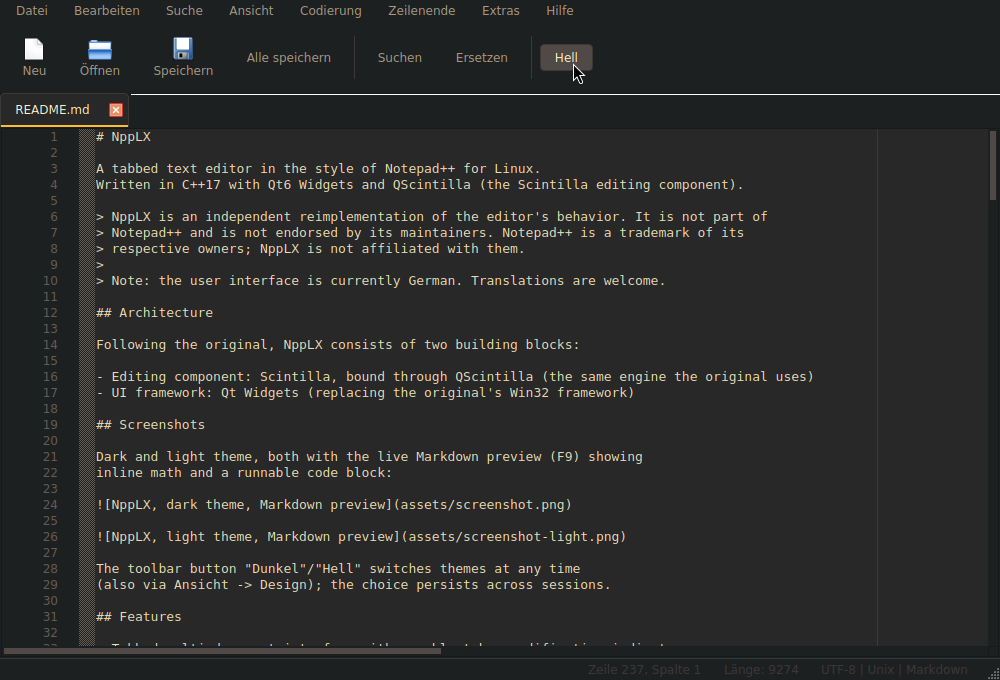 Datei Bearbeiten Suche Ansicht Codierung Zeilenende Extras Hilfe
Neu Öffnen Speichern Alle speichern Suchen Ersetzen Hell
README.md
1 # NppLX
2
3 A tabbed text editor in the style of Notepad++ for Linux.
4 Written in C++17 with Qt6 Widgets and QScintilla (the Scintilla editing component).
5
6 > NppLX is an independent reimplementation of the editor's behavior. It is not part of
7 > Notepad++ and is not endorsed by its maintainers. Notepad++ is a trademark of its
8 > respective owners; NppLX is not affiliated with them.
9 >
10 > Note: the user interface is currently German. Translations are welcome.
11
12 ## Architecture
13
14 Following the original, NppLX consists of two building blocks:
15
16 - Editing component: Scintilla, bound through QScintilla (the same engine the original uses)
17 - UI framework: Qt Widgets (replacing the original's Win32 framework)
18
19 ## Screenshots
20
21 Dark and light theme, both with the live Markdown preview (F9) showing
22 inline math and a runnable code block:
23
24 ![NppLX, dark theme, Markdown preview](assets/screenshot.png)
25
26 ![NppLX, light theme, Markdown preview](assets/screenshot-light.png)
27
28 The toolbar button "Dunkel"/"Hell" switches themes at any time
29 (also via Ansicht -> Design); the choice persists across sessions.
30
31 ## Features
32
Zeile 237, Spalte 1 Länge: 9274 UTF-8 | Unix | Markdown